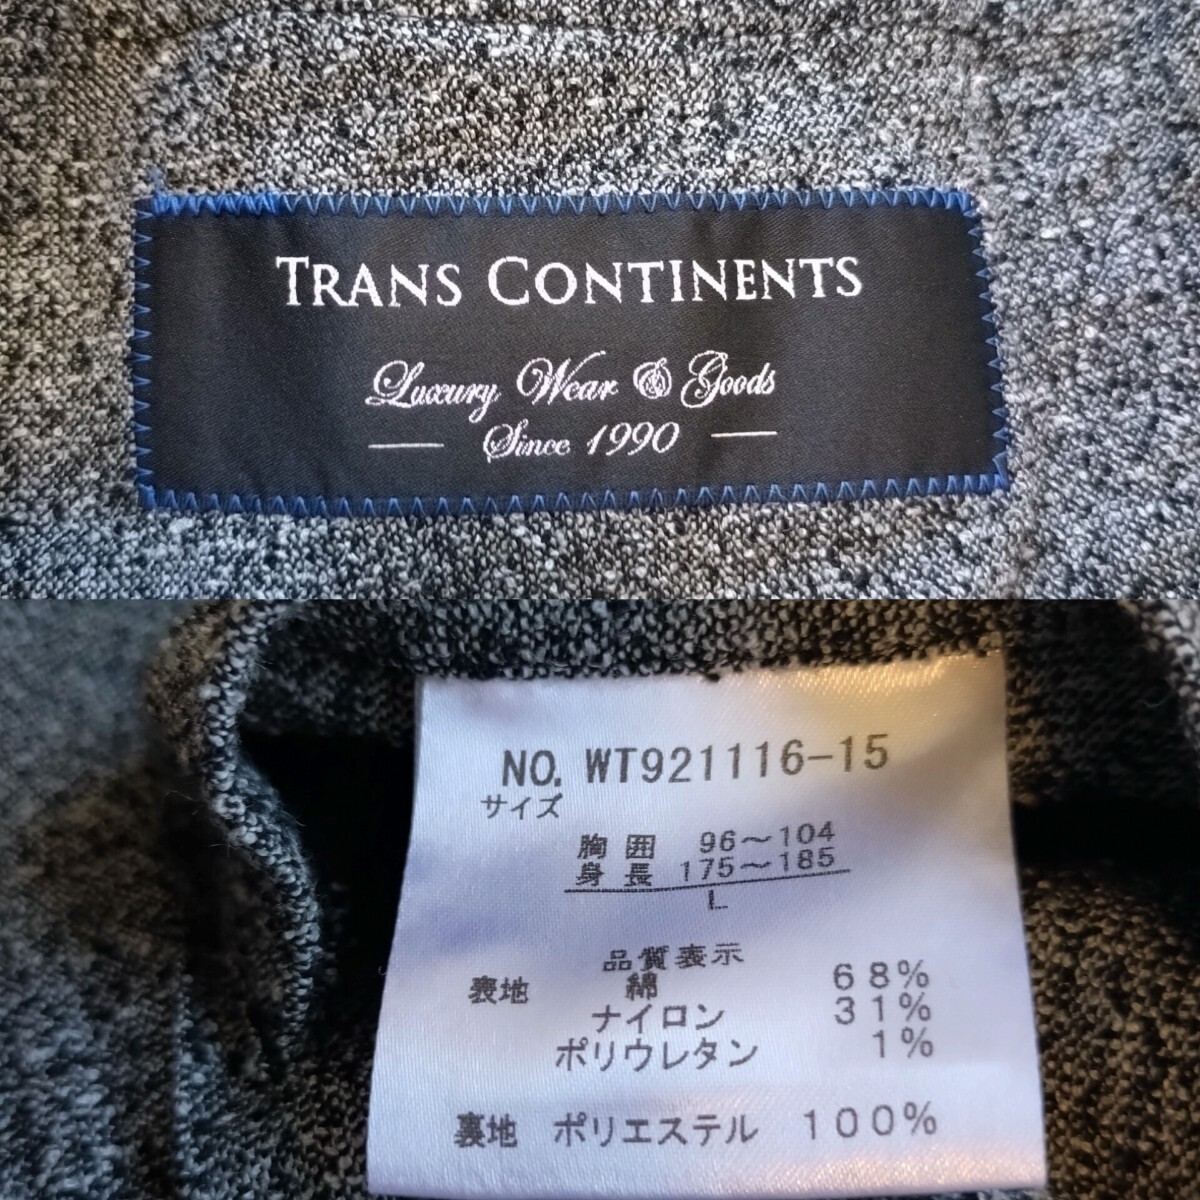 TRANS CONTINENTS
Luxury Wear & Goods
Since 1990
NO. WT921116-15
サイズ
胸囲 96～104
身長 175～185
L
品質表示
表地 綿 68%
ナイロン 31%
ポリウレタン 1%
裏地 ポリエステル 100%